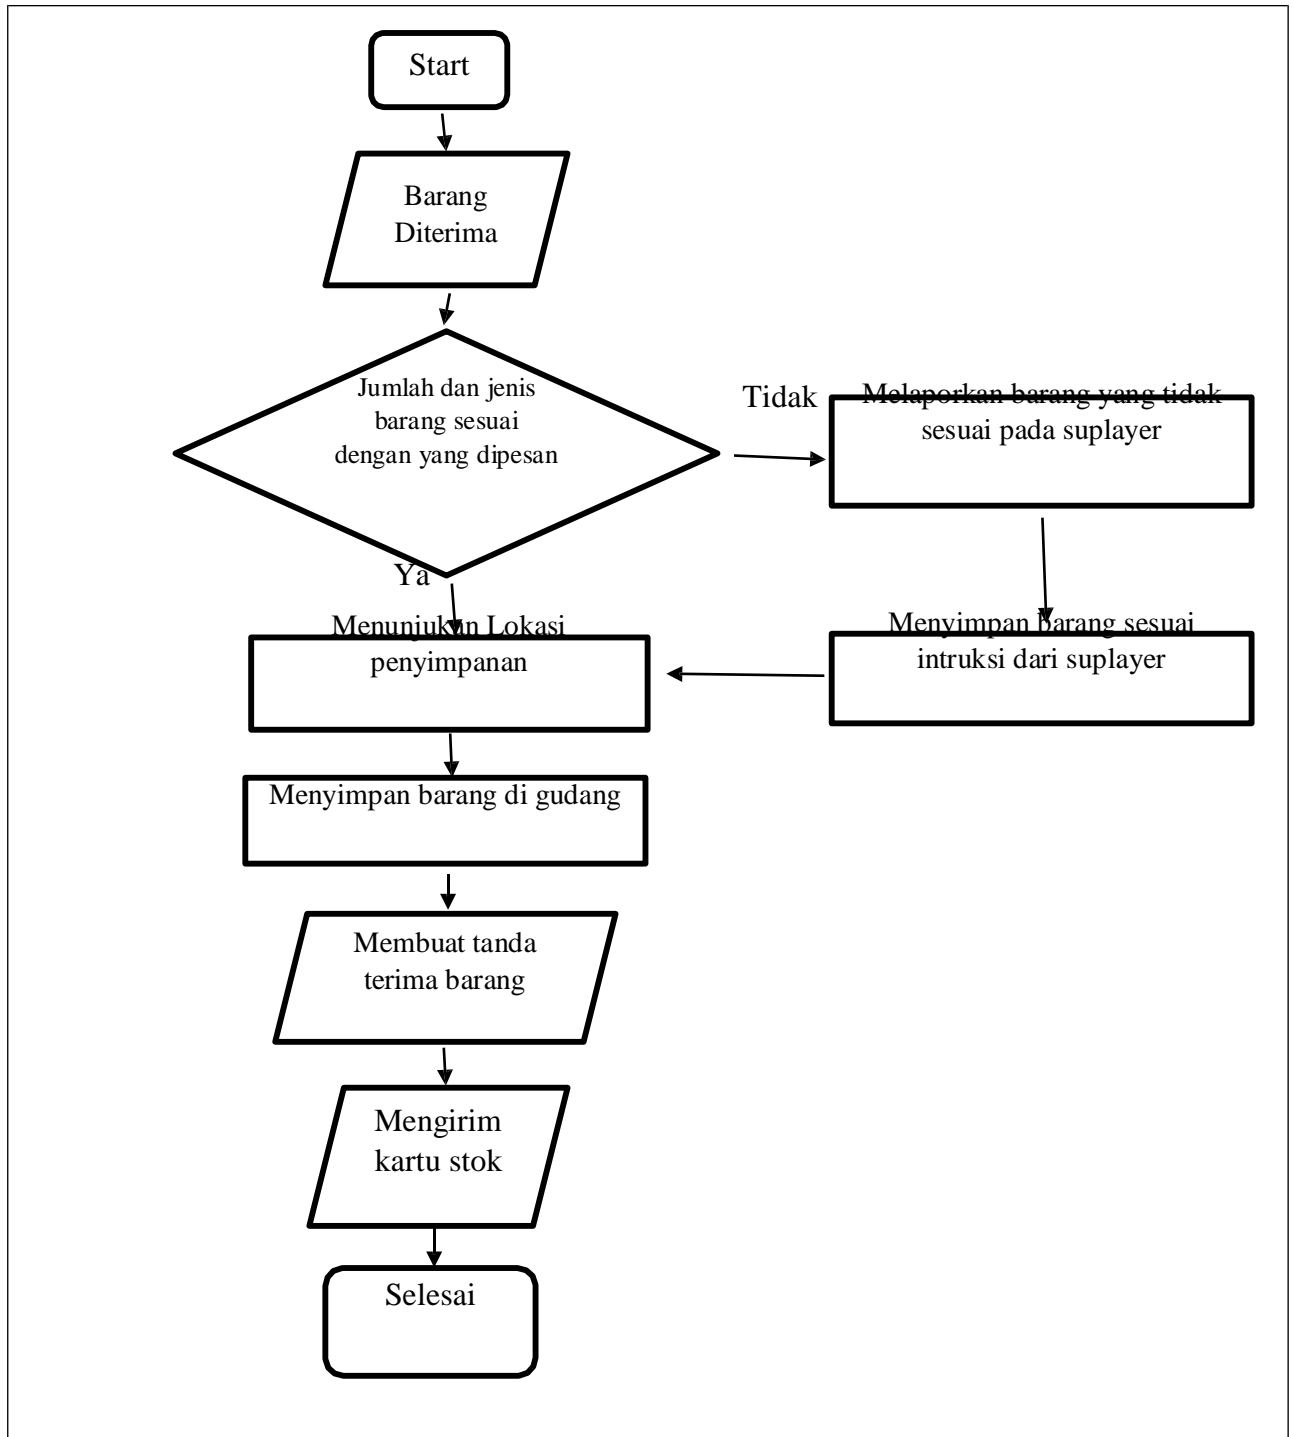 Start
Barang
Diterima
Jumlah dan jenis
barang sesuai
dengan yang dipesan
Tidak
Melaporkan barang yang tidak
sesuai pada suplayer
Ya
Menunjukan Lokasi
penyimpanan
Menyimpan barang sesuai
intruksi dari suplayer
Menyimpan barang di gudang
Membuat tanda
terima barang
Mengirim
kartu stok
Selesai